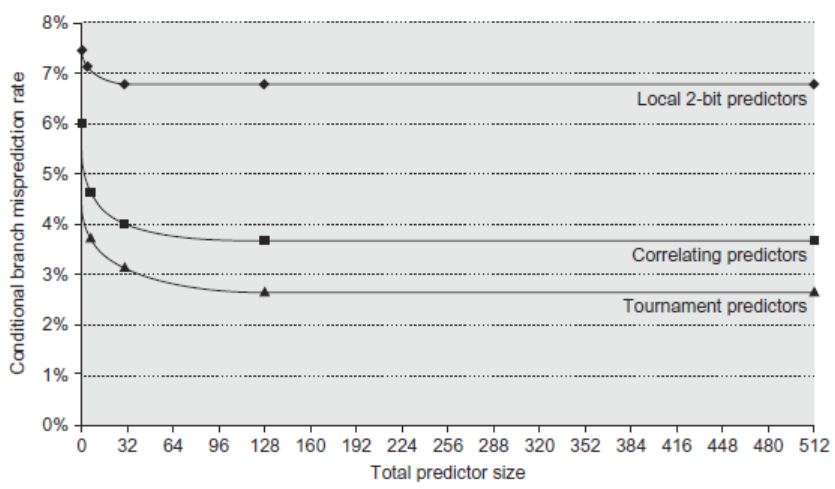 8%
7%
6%
5%
4%
3%
2%
1%
0%
Conditional branch misprediction rate
Local 2-bit predictors
Correlating predictors
Tournament predictors
0 32 64 96 128 160 192 224 256 288 320 352 384 416 448 480 512
Total predictor size